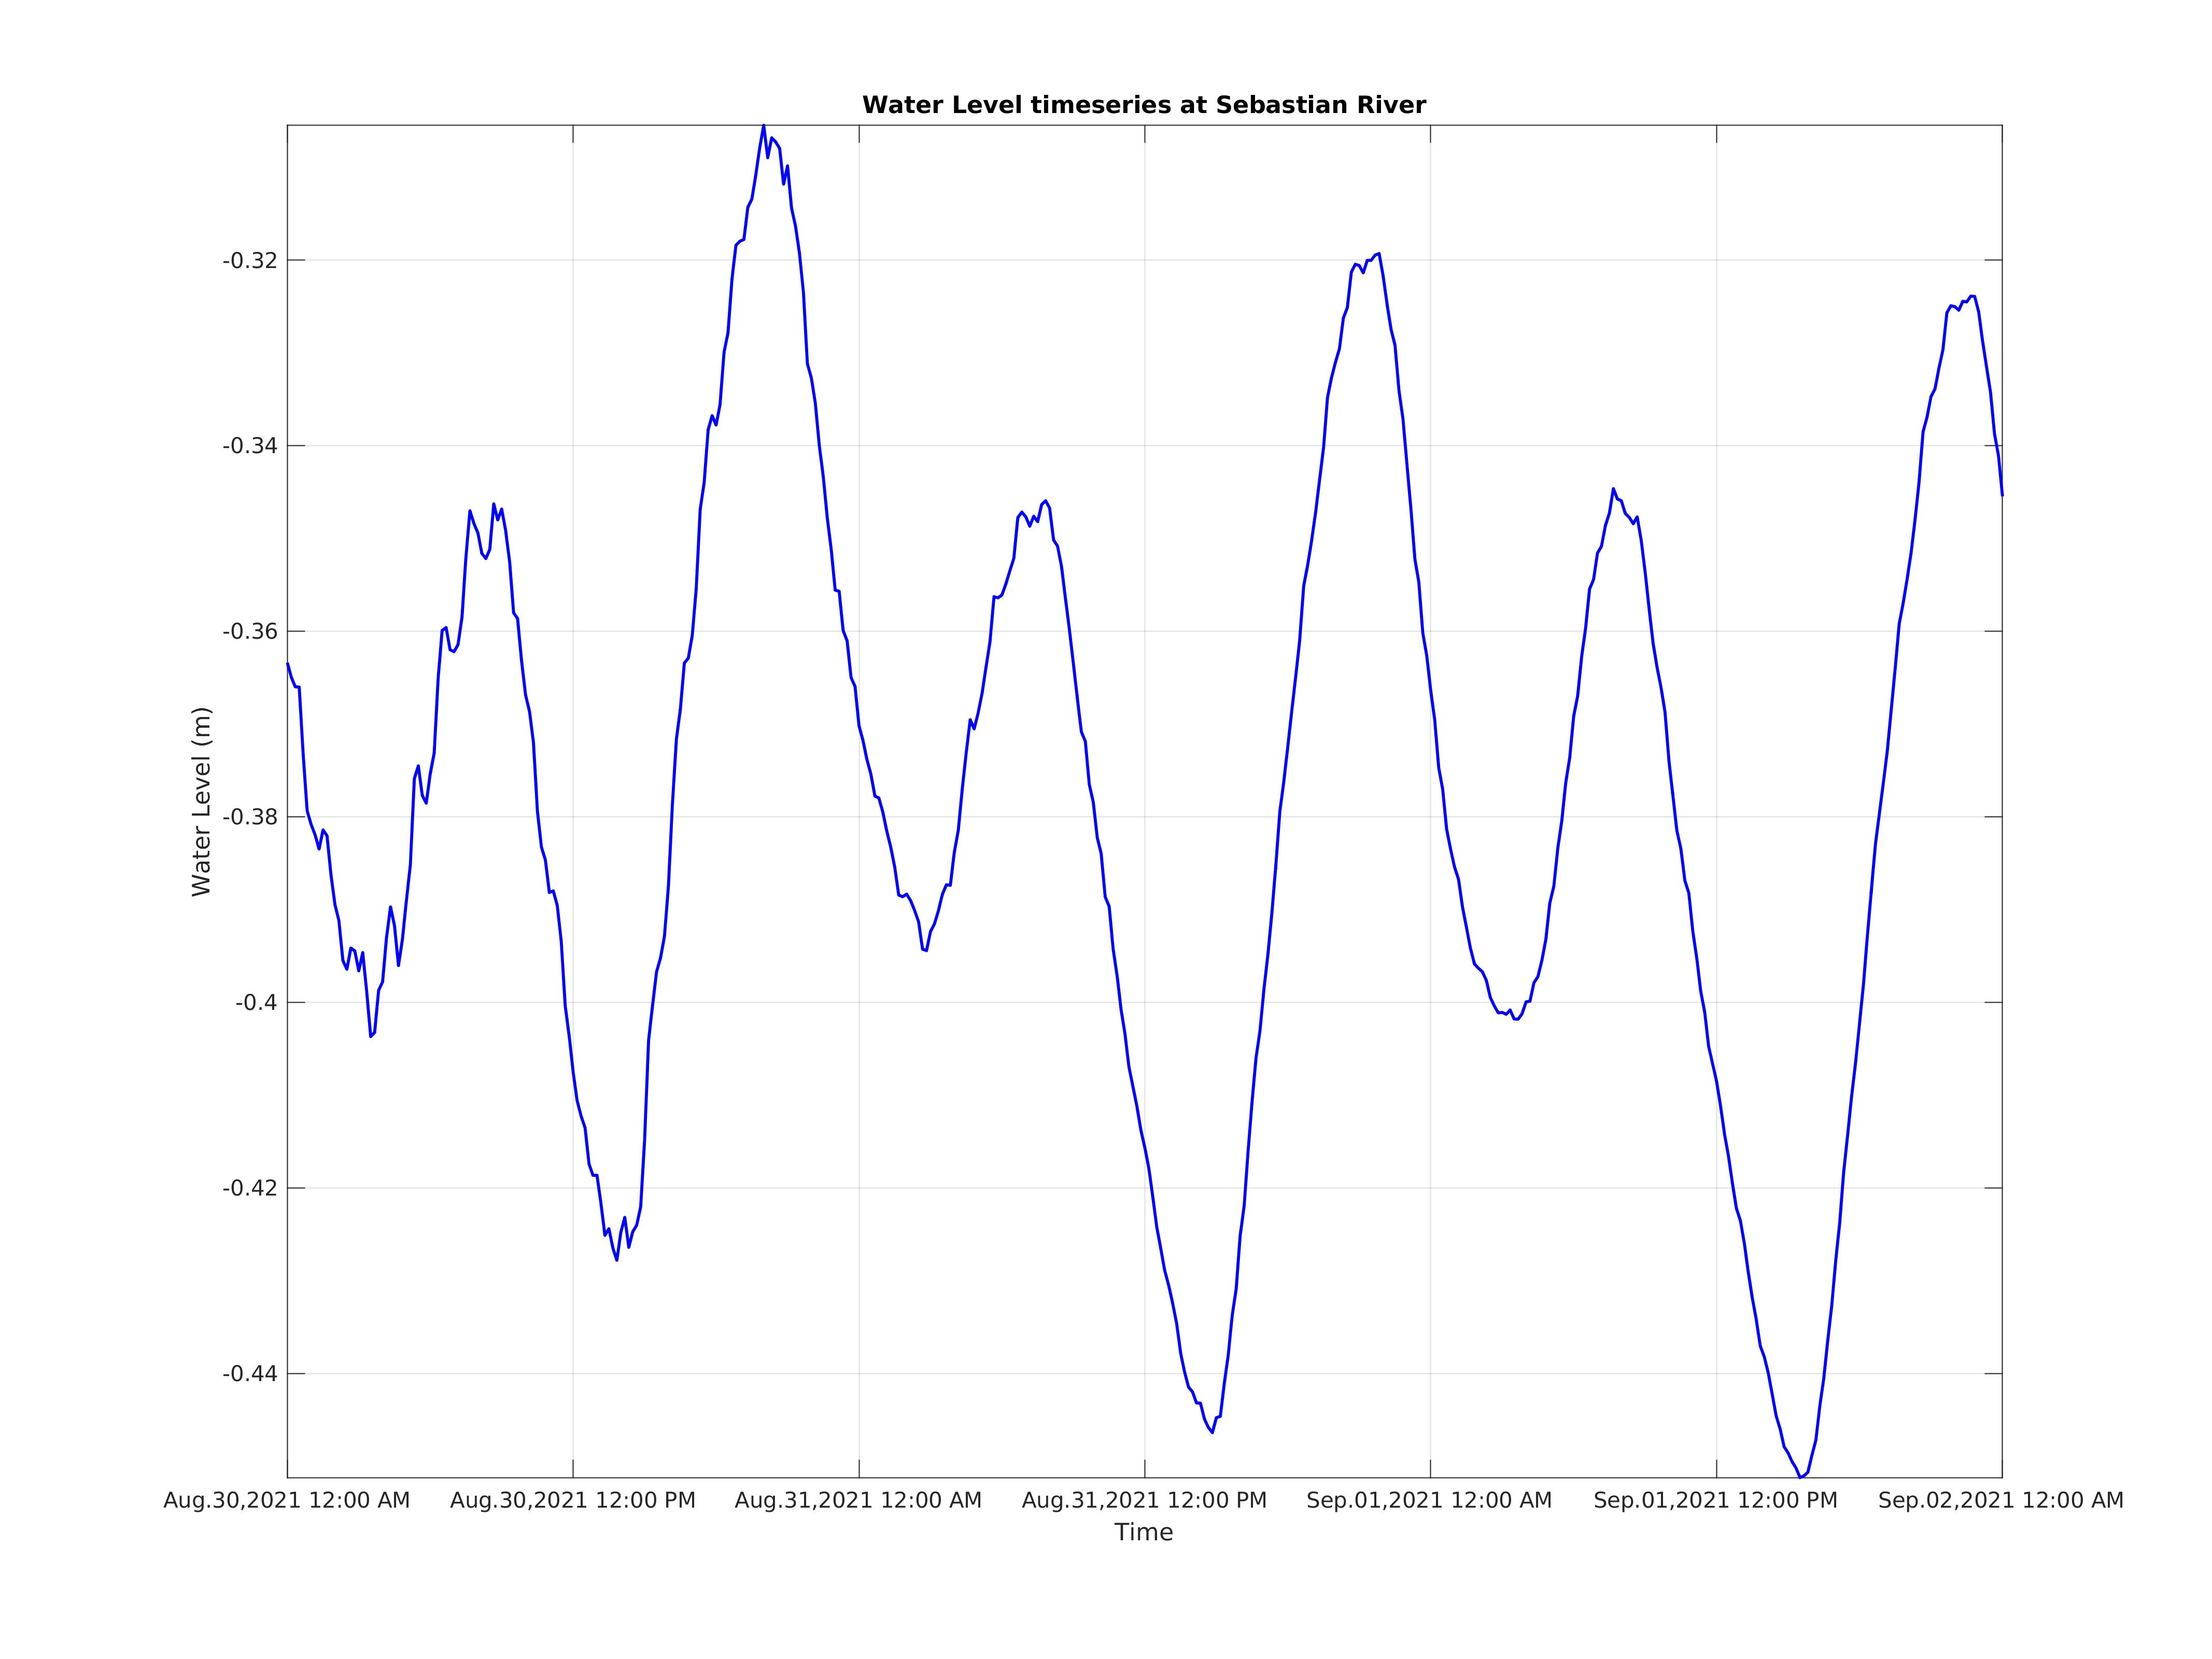 Water Level timeseries at Sebastian River
-0.32
-0.34
-0.36
-0.38
-0.4
-0.42
-0.44
Water Level (m)
Aug.30,2021 12:00 AM
Aug.30,2021 12:00 PM
Aug.31,2021 12:00 AM
Aug.31,2021 12:00 PM
Sep.01,2021 12:00 AM
Sep.01,2021 12:00 PM
Sep.02,2021 12:00 AM
Time